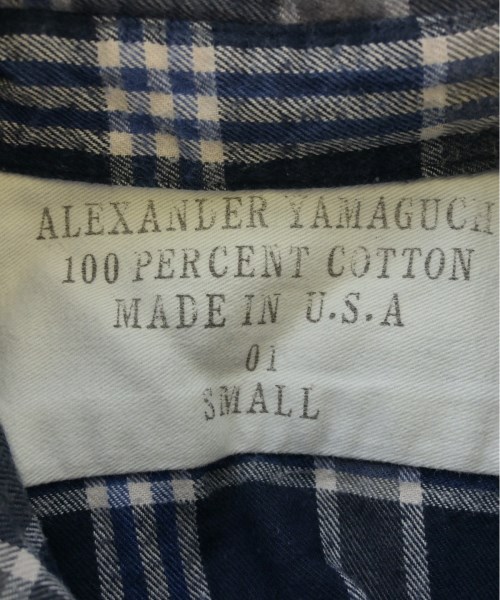 ALEXANDER YAMAGUCH
100 PERCENT COTTON
MADE IN U.S.A
01
SMALL